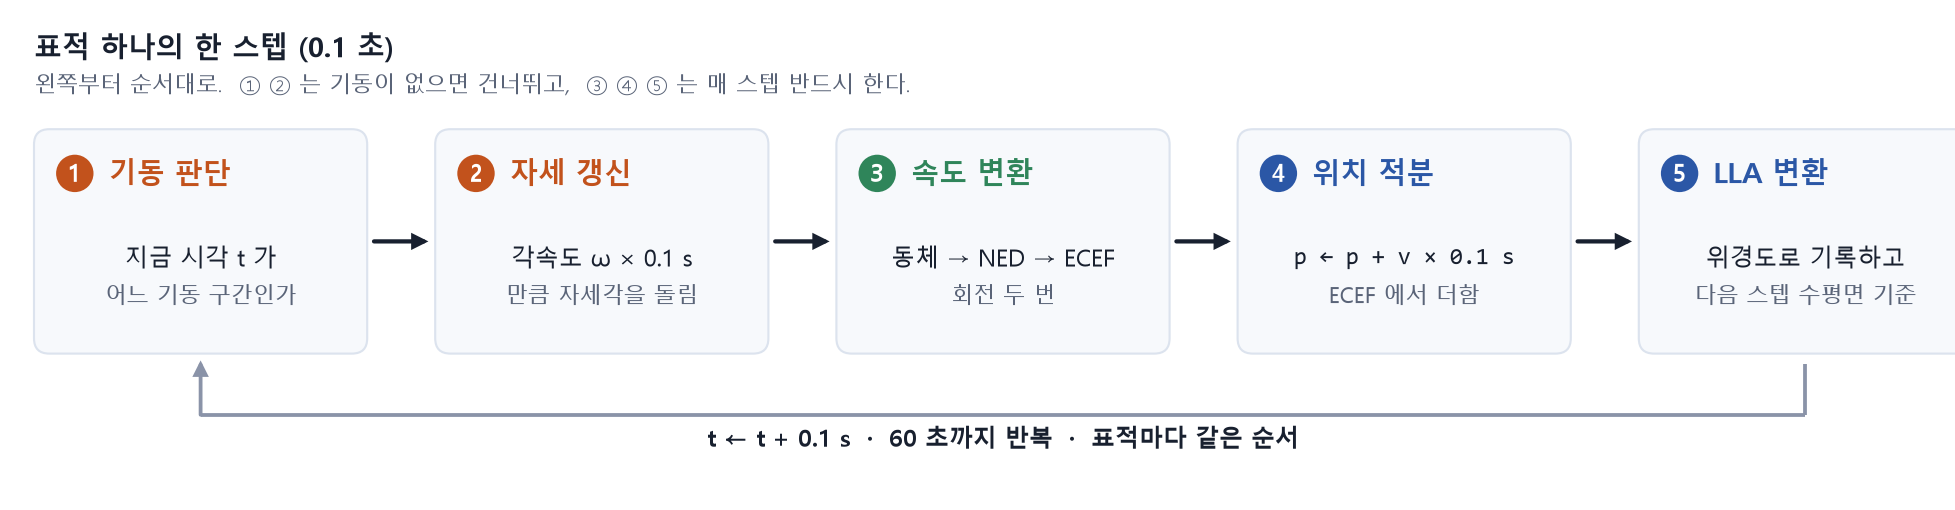 표적 하나의 한 스텝 (0.1 초)
왼쪽부터 순서대로. ① ② 는 기동이 없으면 건너뛰고, ③ ④ ⑤ 는 매 스텝 반드시 한다.
1 기동 판단
지금 시각 t 가
어느 기동 구간인가
2 자세 갱신
각속도 ω × 0.1 s
만큼 자세각을 돌림
3 속도 변환
동체 → NED → ECEF
회전 두 번
4 위치 적분
p ← p + v × 0.1 s
ECEF 에서 더함
5 LLA 변환
위경도로 기록하고
다음 스텝 수평면 기준
t ← t + 0.1 s · 60 초까지 반복 · 표적마다 같은 순서